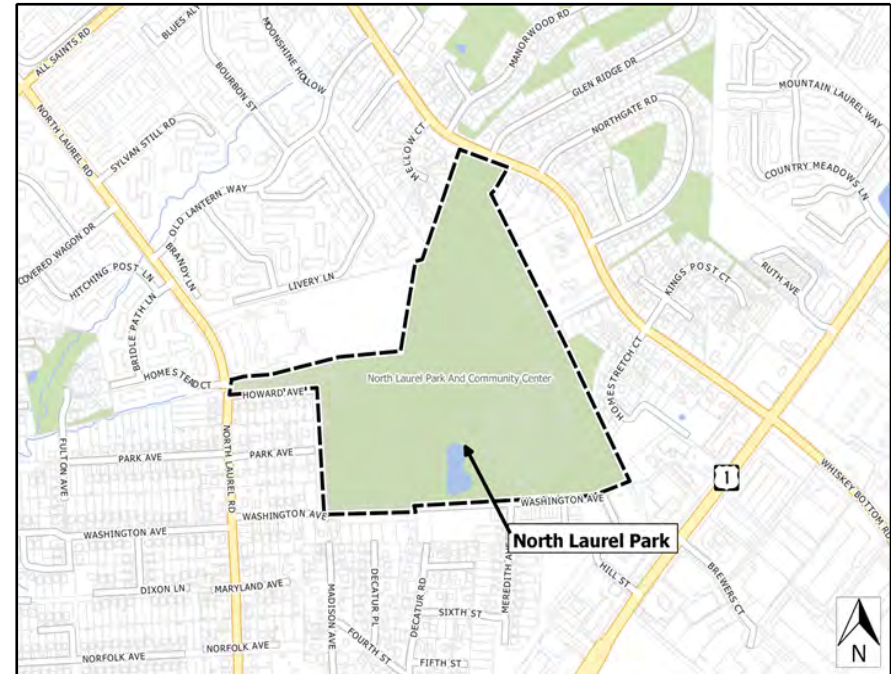 ALL SAINTS RD
BLUES ALY
MOONSHINE HOLLOW
BOURBON ST
MANORWOOD RD
GLEN RIDGE DR
NORTHGATE RD
MOUNTAIN LAUREL WAY
COUNTRY MEADOWS LN
NORTH LAUREL RD
SYLVAN STILL RD
MELLOW CT
OLD LANTERN WAY
COVERED WAGON DR
BRANDY LN
HITCHING POST LN
LIVERY LN
KINGS POST CT
RUTH AVE
BRIDLE PATH LN
HOMESTEAD CT
HOWARD AVE
North Laurel Park And Community Center
HOMESTRETCH CT
FULTON AVE
PARK AVE
PARK AVE
NORTH LAUREL RD
WHISKEY BOTTOM RD
1
WASHINGTON AVE
WASHINGTON AVE
WASHINGTON AVE
North Laurel Park
HILL ST
BREWERS CT
DIXON LN
MARYLAND AVE
MADISON AVE
DECATUR PL
DECATUR RD
SIXTH ST
MEREDITH AVE
FOURTH ST
FIFTH ST
NORFOLK AVE
NORFOLK AVE
N